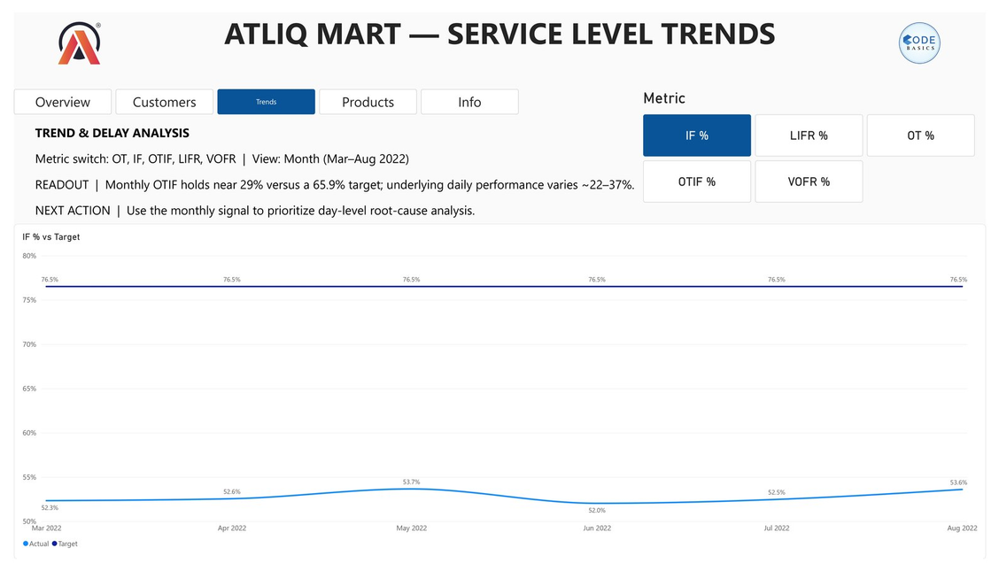 ATLIQ MART — SERVICE LEVEL TRENDS
®
CODE
BASICS
Overview
Customers
Trends
Products
Info
Metric
IF %
LIFR %
OT %
OTIF %
VOFR %
TREND & DELAY ANALYSIS
Metric switch: OT, IF, OTIF, LIFR, VOFR | View: Month (Mar–Aug 2022)
READOUT | Monthly OTIF holds near 29% versus a 65.9% target; underlying daily performance varies ~22–37%.
NEXT ACTION | Use the monthly signal to prioritize day-level root-cause analysis.
IF % vs Target
80%
76.5%
76.5%
76.5%
76.5%
76.5%
76.5%
75%
70%
65%
60%
55%
52.3%
52.6%
53.7%
52.0%
52.5%
53.6%
50%
Mar 2022
Apr 2022
May 2022
Jun 2022
Jul 2022
Aug 2022
Actual
Target